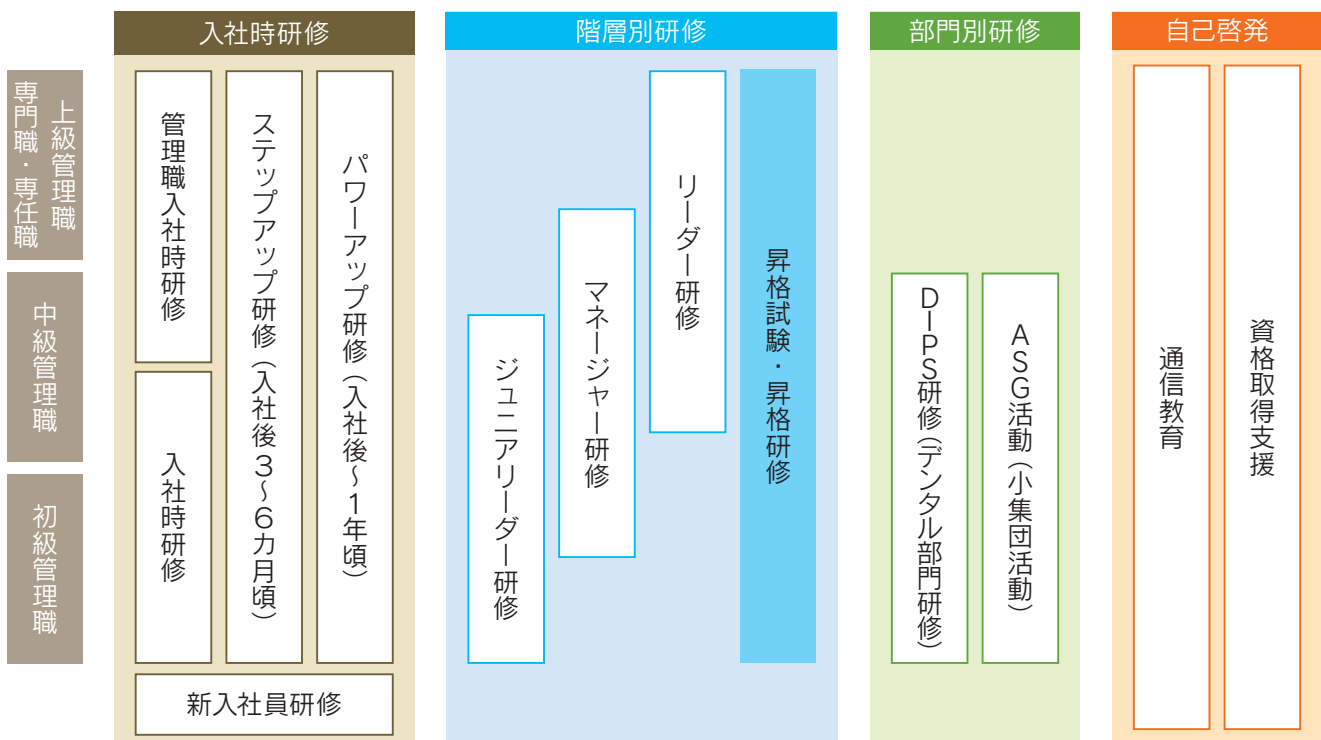 入社時研修
階層別研修
部門別研修
自己啓発
上級管理職
専門職・専任職
中級管理職
初級管理職
管理職入社時研修
入社時研修
ステップアップ研修（入社後3～6カ月頃）
パワーアップ研修（入社後～1年頃）
新入社員研修
ジュニアリーダー研修
マネージャー研修
リーダー研修
昇格試験・昇格研修
DIPS研修（デンタル部門研修）
ASG活動（小集団活動）
通信教育
資格取得支援